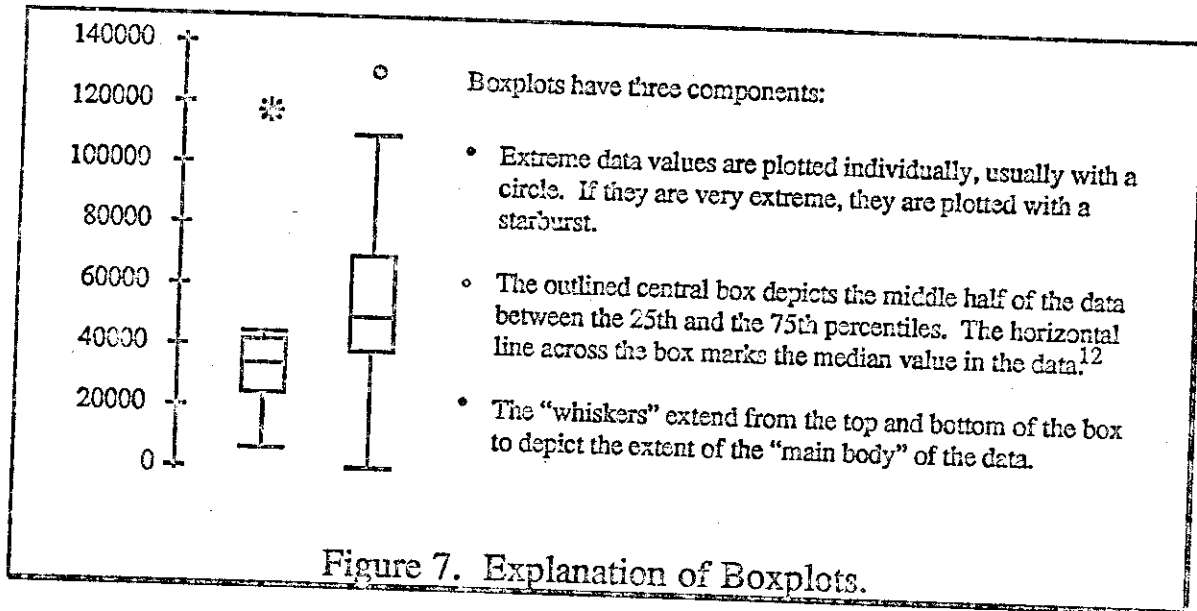 140000
120000
100000
80000
60000
40000
20000
0
Boxplots have three components:
• Extreme data values are plotted individually, usually with a
circle. If they are very extreme, they are plotted with a
starburst.
• The outlined central box depicts the middle half of the data
between the 25th and the 75th percentiles. The horizontal
line across the box marks the median value in the data.12
• The “whiskers” extend from the top and bottom of the box
to depict the extent of the “main body” of the data.
Figure 7. Explanation of Boxplots.